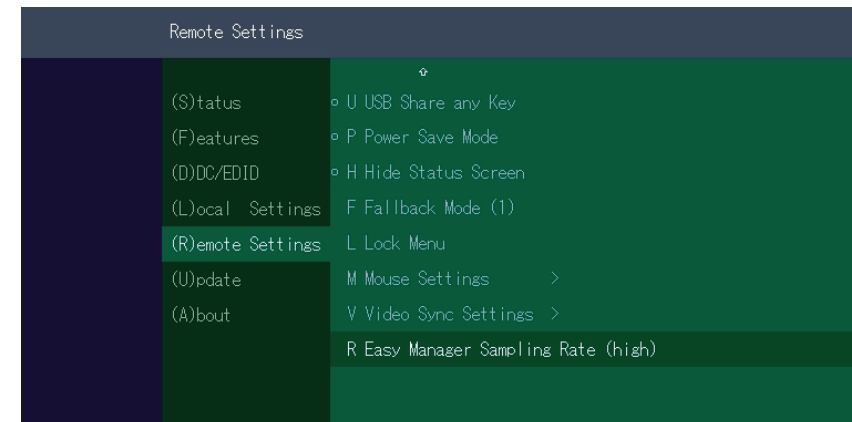 Remote Settings
(S)tatus
(F)eatures
(D)DC/EDID
(L)ocal Settings
(R)emote Settings
(U)pdate
(A)bout
⇧
o U USB Share any Key
o P Power Save Mode
o H Hide Status Screen
F Fallback Mode (1)
L Lock Menu
M Mouse Settings >
V Video Sync Settings >
R Easy Manager Sampling Rate (high)